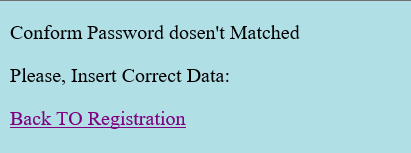 Conform Password dosen't Matched
Please, Insert Correct Data:
Back TO Registration